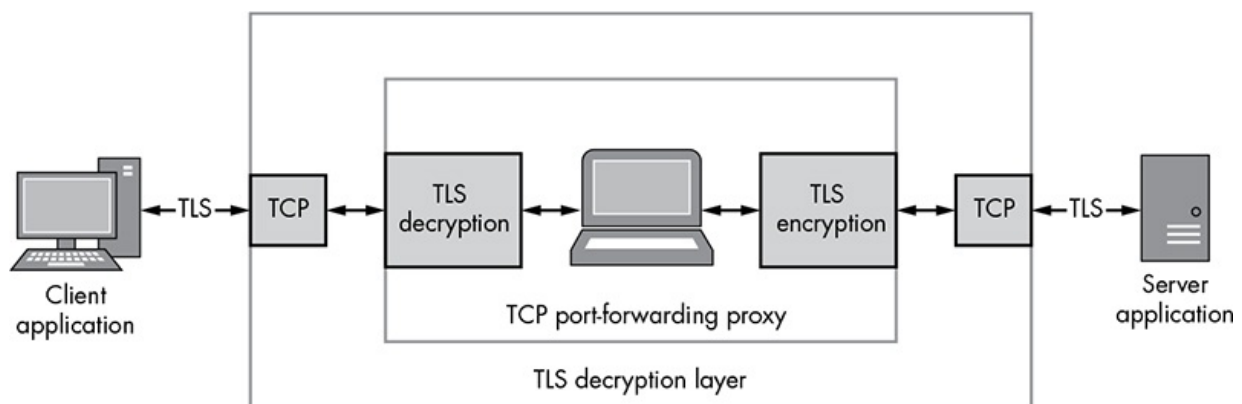 Client
application
TLS
TCP
TLS
decryption
TLS
encryption
TCP
TLS
Server
application
TCP port-forwarding proxy
TLS decryption layer